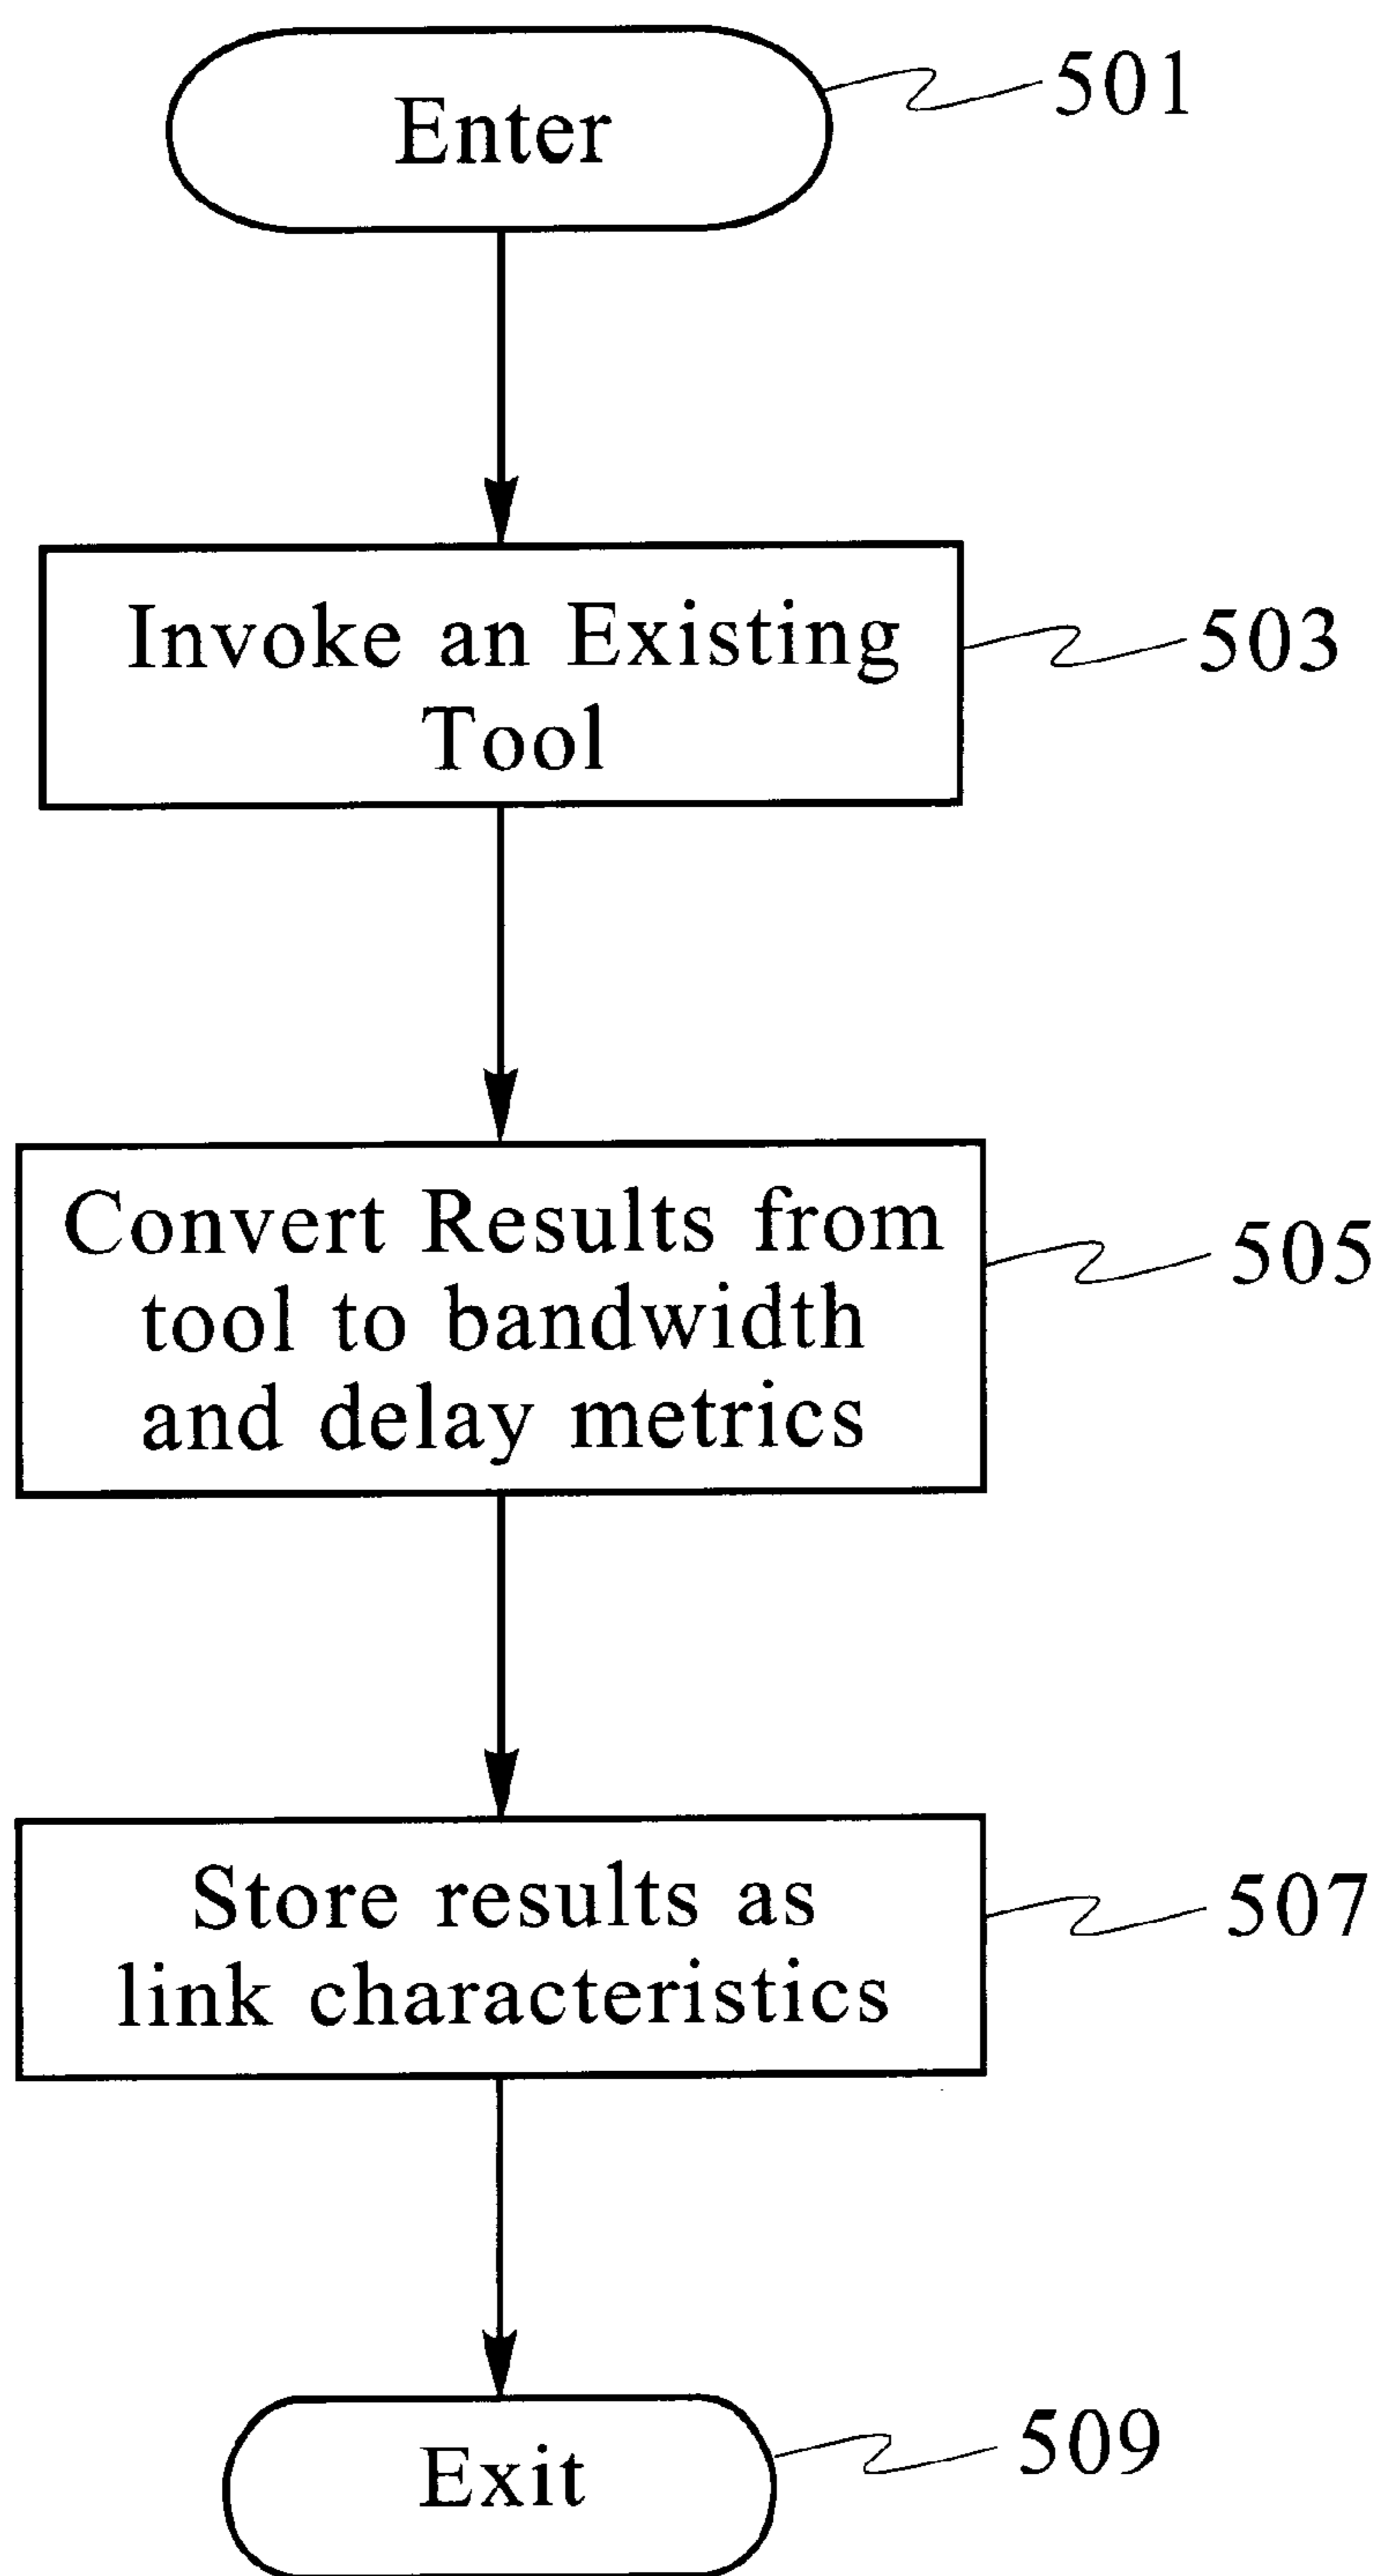 Enter
501
Invoke an Existing
Tool
503
Convert Results from
tool to bandwidth
and delay metrics
505
Store results as
link characteristics
507
Exit
509